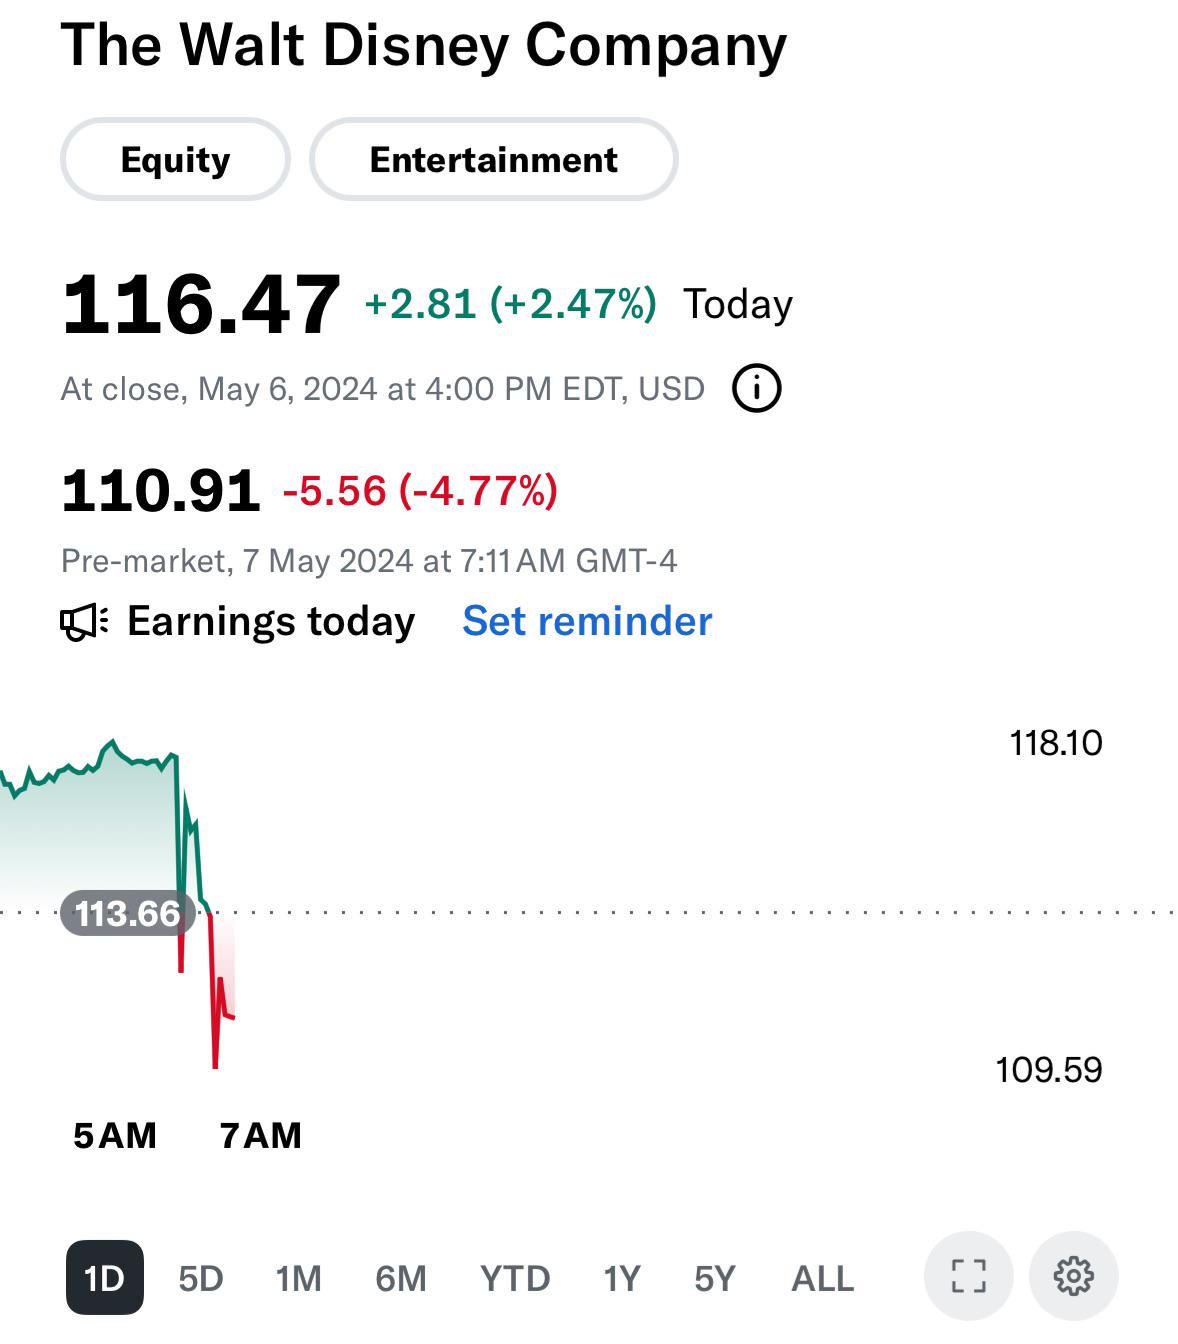 The Walt Disney Company
Equity Entertainment
116.47 +2.81 (+2.47%) Today
At close, May 6, 2024 at 4:00 PM EDT, USD
110.91 -5.56 (-4.77%)
Pre-market, 7 May 2024 at 7:11 AM GMT-4
Earnings today Set reminder
118.10
113.66
109.59
5 AM 7 AM
1D 5D 1M 6M YTD 1Y 5Y ALL